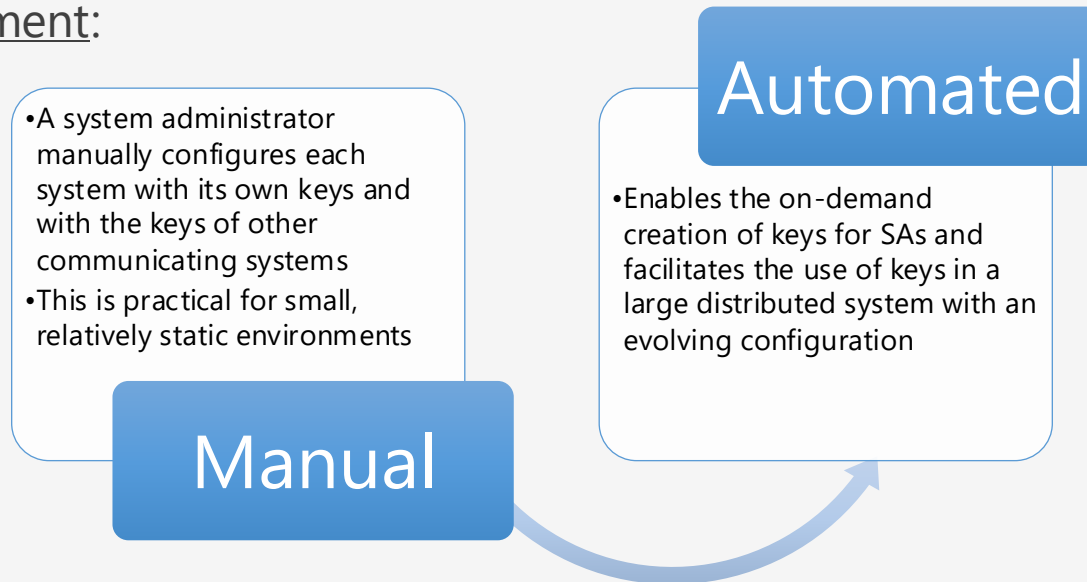 ment:
•A system administrator
manually configures each
system with its own keys and
with the keys of other
communicating systems
•This is practical for small,
relatively static environments
Manual
Automated
•Enables the on-demand
creation of keys for SAs and
facilitates the use of keys in a
large distributed system with an
evolving configuration